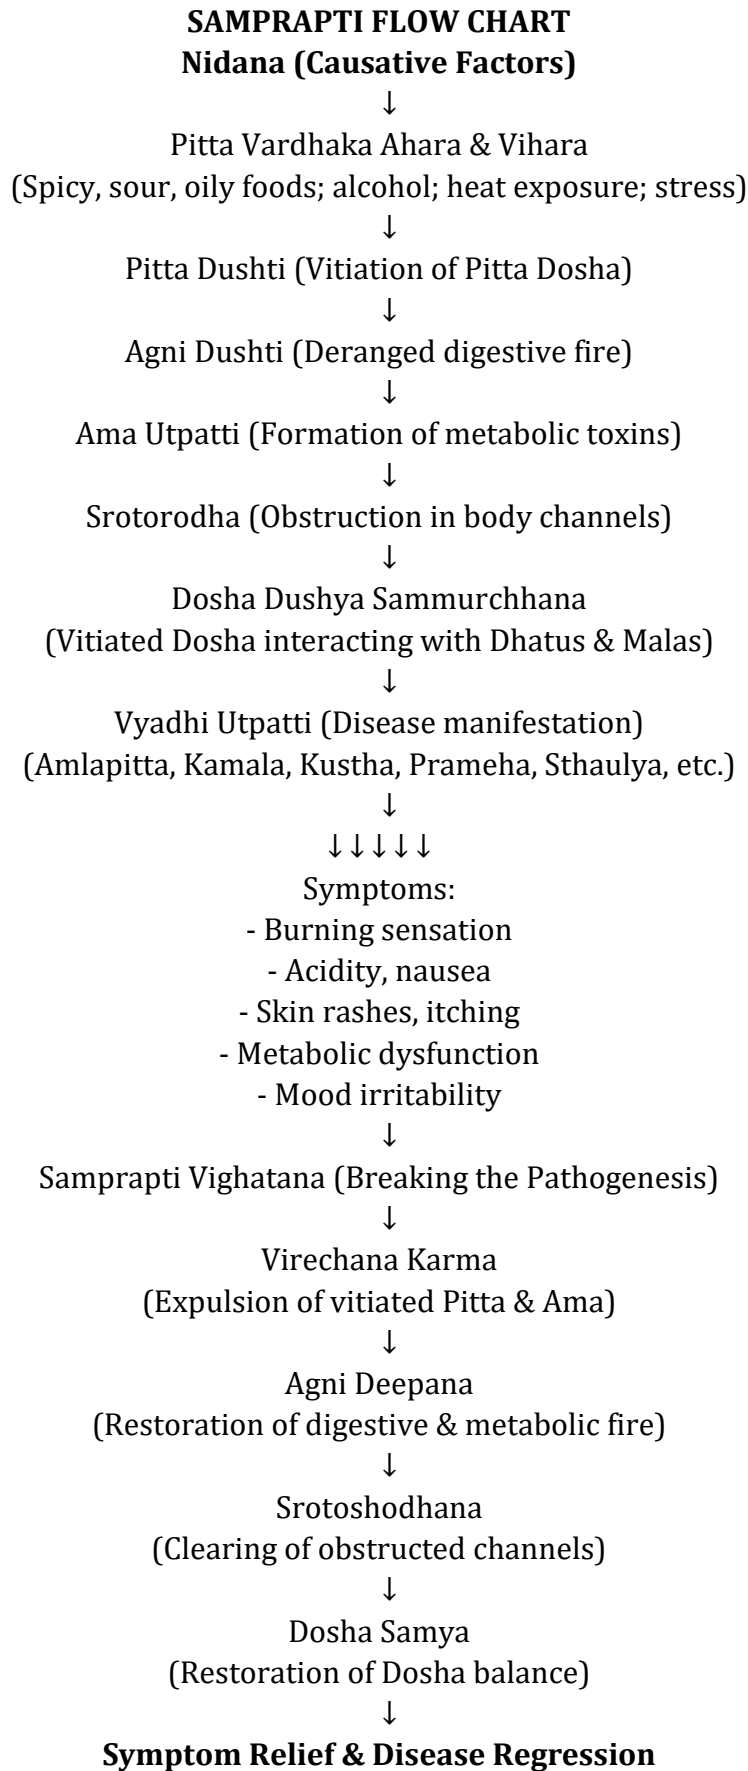 SAMPRAPTI FLOW CHART
Nidana (Causative Factors)
↓
Pitta Vardhaka Ahara & Vihara
(Spicy, sour, oily foods; alcohol; heat exposure; stress)
↓
Pitta Dushti (Vitiation of Pitta Dosha)
↓
Agni Dushti (Deranged digestive fire)
↓
Ama Utpatti (Formation of metabolic toxins)
↓
Srotorodha (Obstruction in body channels)
↓
Dosha Dushya Sammurchhana
(Vitiated Dosha interacting with Dhatus & Malas)
↓
Vyadhi Utpatti (Disease manifestation)
(Amlapitta, Kamala, Kustha, Prameha, Sthaulya, etc.)
↓
↓↓↓↓↓
Symptoms:
- Burning sensation
- Acidity, nausea
- Skin rashes, itching
- Metabolic dysfunction
- Mood irritability
↓
Samprapti Vighatana (Breaking the Pathogenesis)
↓
Virechana Karma
(Expulsion of vitiated Pitta & Ama)
↓
Agni Deepana
(Restoration of digestive & metabolic fire)
↓
Srotoshodhana
(Clearing of obstructed channels)
↓
Dosha Samya
(Restoration of Dosha balance)
↓
Symptom Relief & Disease Regression